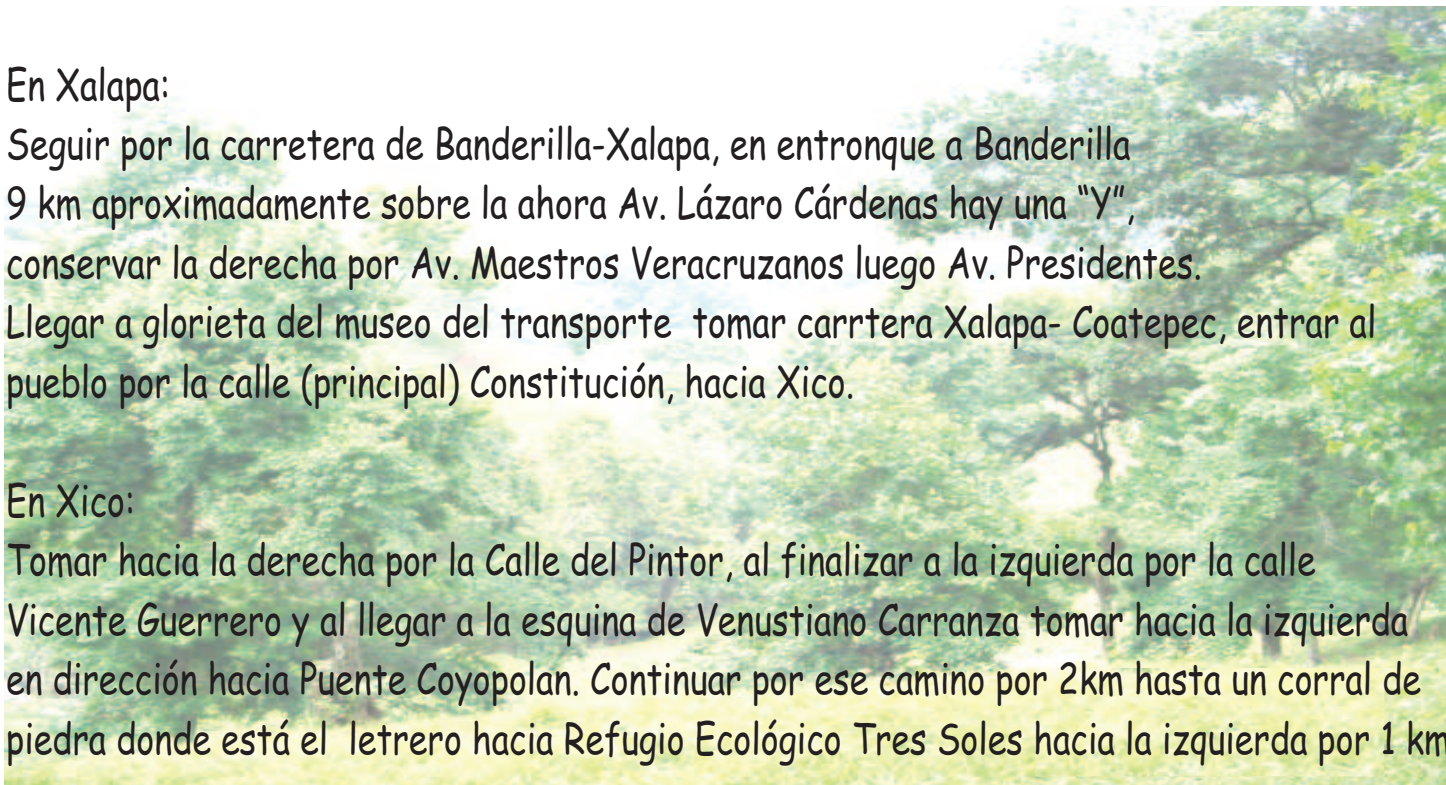 En Xalapa:
Seguir por la carretera de Banderilla-Xalapa, en entronque a Banderilla
9 km aproximadamente sobre la ahora Av. Lázaro Cárdenas hay una “Y”,
conservar la derecha por Av. Maestros Veracruzanos luego Av. Presidentes.
Llegar a glorieta del museo del transporte  tomar carrtera Xalapa- Coatepec, entrar al
pueblo por la calle (principal) Constitución, hacia Xico.
En Xico:
Tomar hacia la derecha por la Calle del Pintor, al finalizar a la izquierda por la calle
Vicente Guerrero y al llegar a la esquina de Venustiano Carranza tomar hacia la izquierda
en dirección hacia Puente Coyopolan. Continuar por ese camino por 2km hasta un corral de
piedra donde está el  letrero hacia Refugio Ecológico Tres Soles hacia la izquierda por 1 km